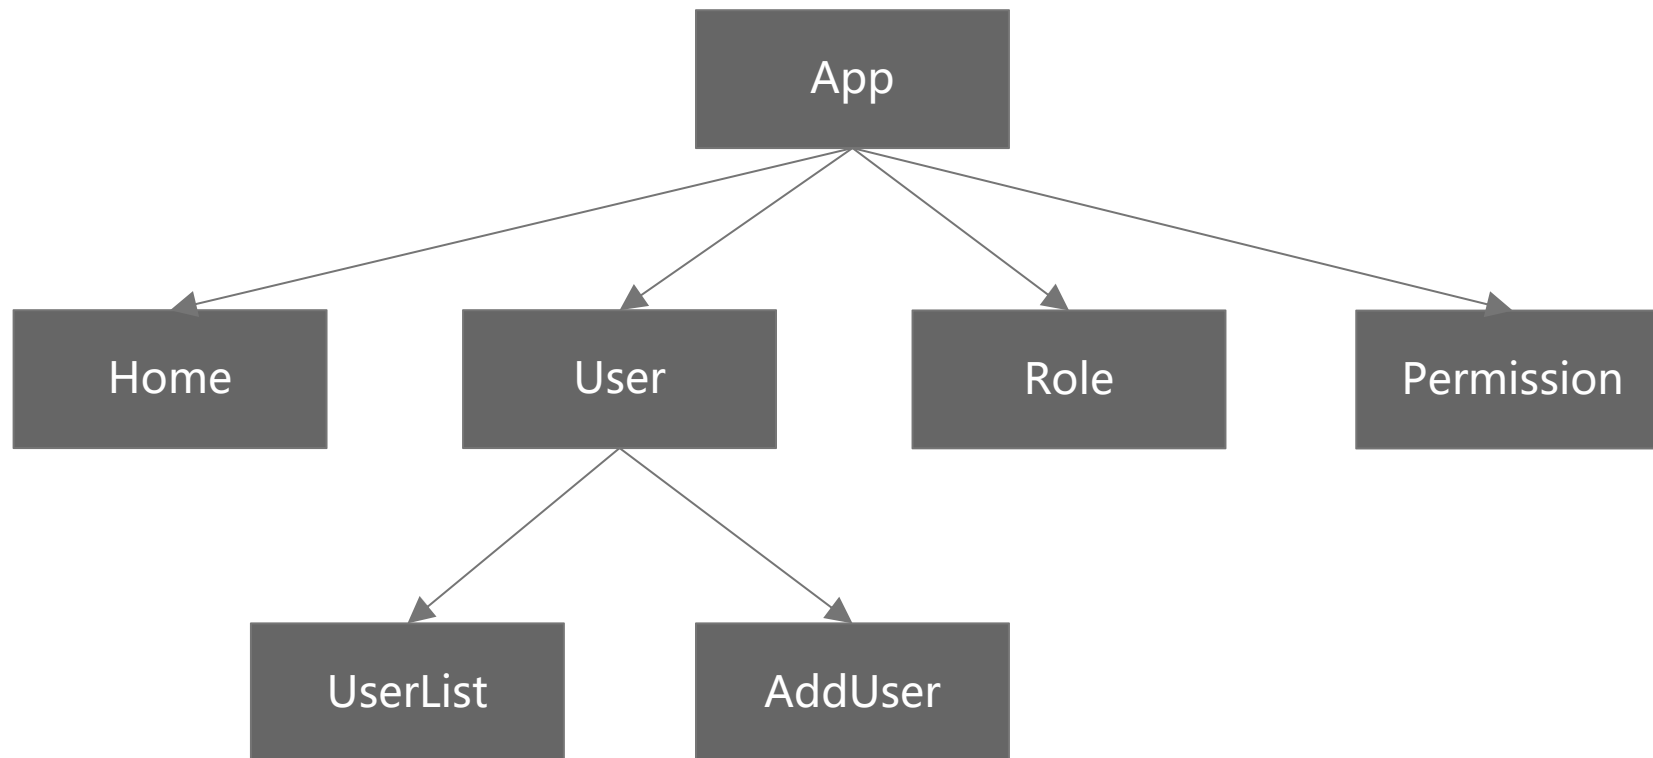 App
Home
User
Role
Permission
UserList
AddUser